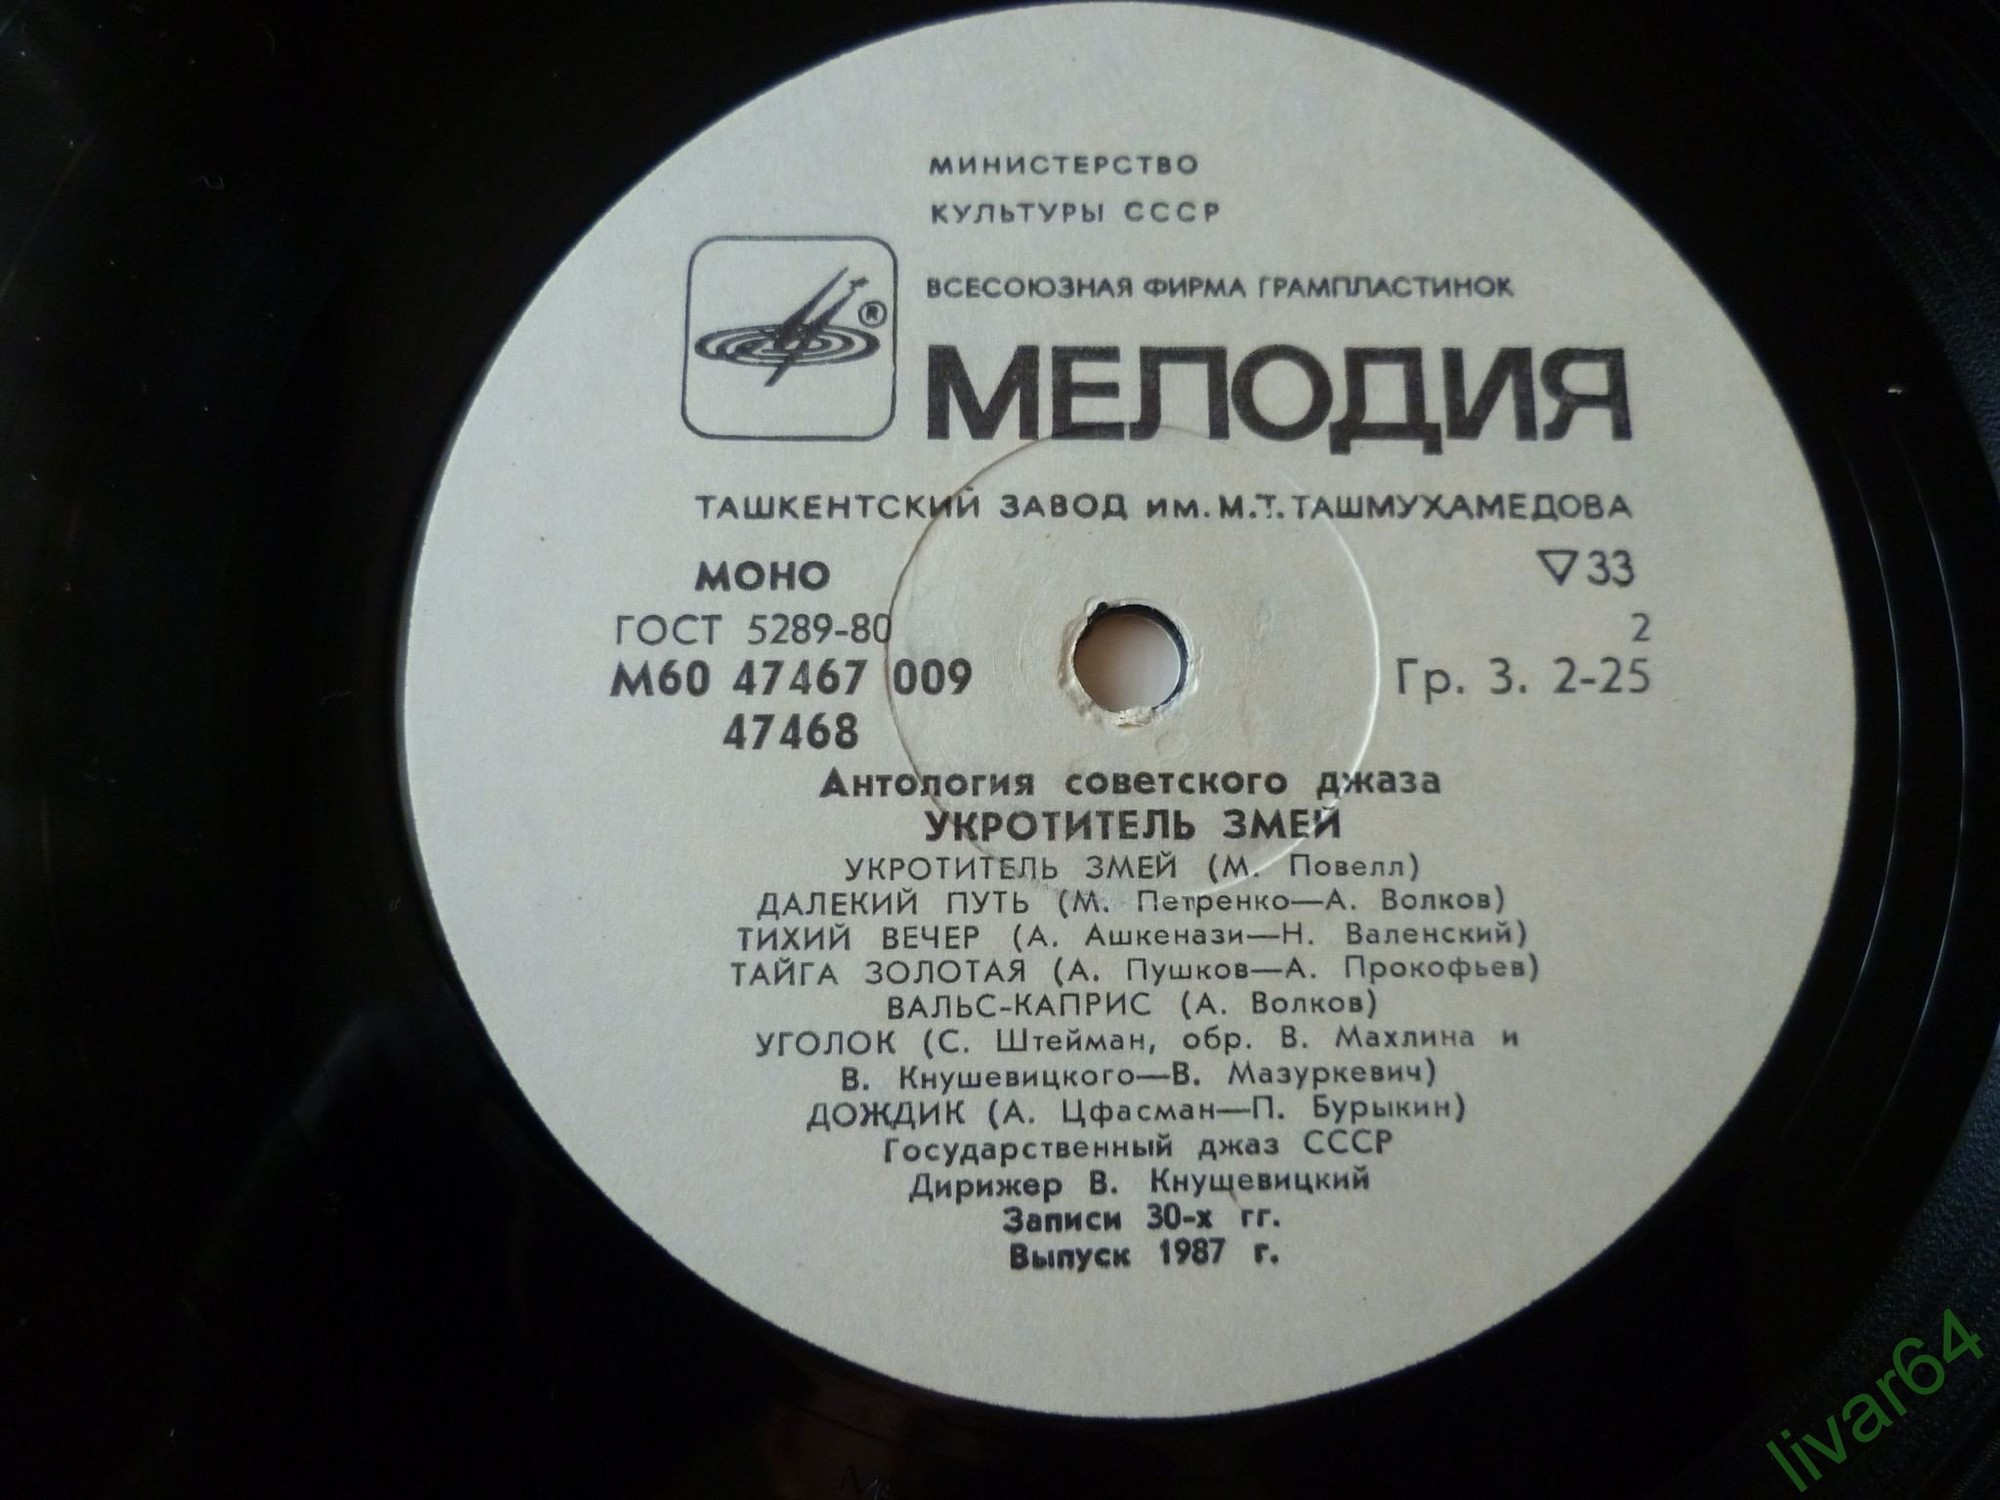 МИНИСТЕРСТВО
КУЛЬТУРЫ СССР
ВСЕСОЮЗНАЯ ФИРМА ГРАМПЛАСТИНОК
®
МЕЛОДИЯ
ТАШКЕНТСКИЙ ЗАВОД им. М.Т. ТАШМУХАМЕДОВА
МОНО ▽33
ГОСТ 5289-80 2
М60 47467 009 Гр. 3. 2-25
47468
Антология советского джаза
УКРОТИТЕЛЬ ЗМЕЙ
УКРОТИТЕЛЬ ЗМЕЙ (М. Повелл)
ДАЛЕКИЙ ПУТЬ (М. Петренко—А. Волков)
ТИХИЙ ВЕЧЕР (А. Ашкенази—Н. Валенский)
ТАЙГА ЗОЛОТАЯ (А. Пушков—А. Прокофьев)
ВАЛЬС-КАПРИС (А. Волков)
УГОЛОК (С. Штейман, обр. В. Махлина и
В. Кнушевицкого—В. Мазуркевич)
ДОЖДИК (А. Цфасман—П. Бурыкин)
Государственный джаз СССР
Дирижер В. Кнущевицкий
Записи 30-х гг.
Выпуск 1987 г.
livar64